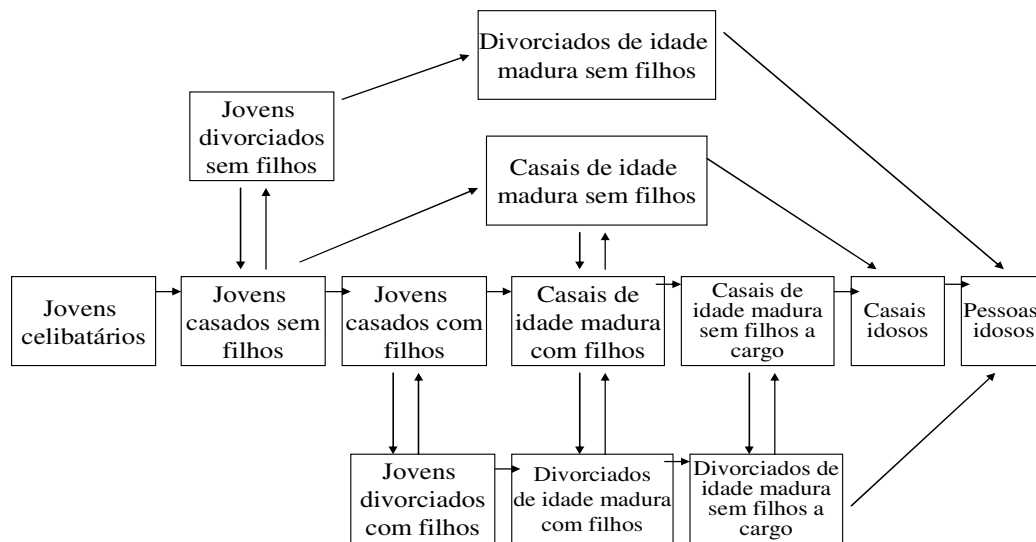 Divorciados de idade
madura sem filhos
Jovens
divorciados
sem filhos
Casais de idade
madura sem filhos
Jovens
celibatários
Jovens
casados sem
filhos
Jovens
casados com
filhos
Casais de
idade madura
com filhos
Casais de
idade madura
sem filhos a
cargo
Casais
idosos
Pessoas
idosos
Jovens
divorciados
com filhos
Divorciados
de idade madura
com filhos
Divorciados de
idade madura
sem filhos a
cargo